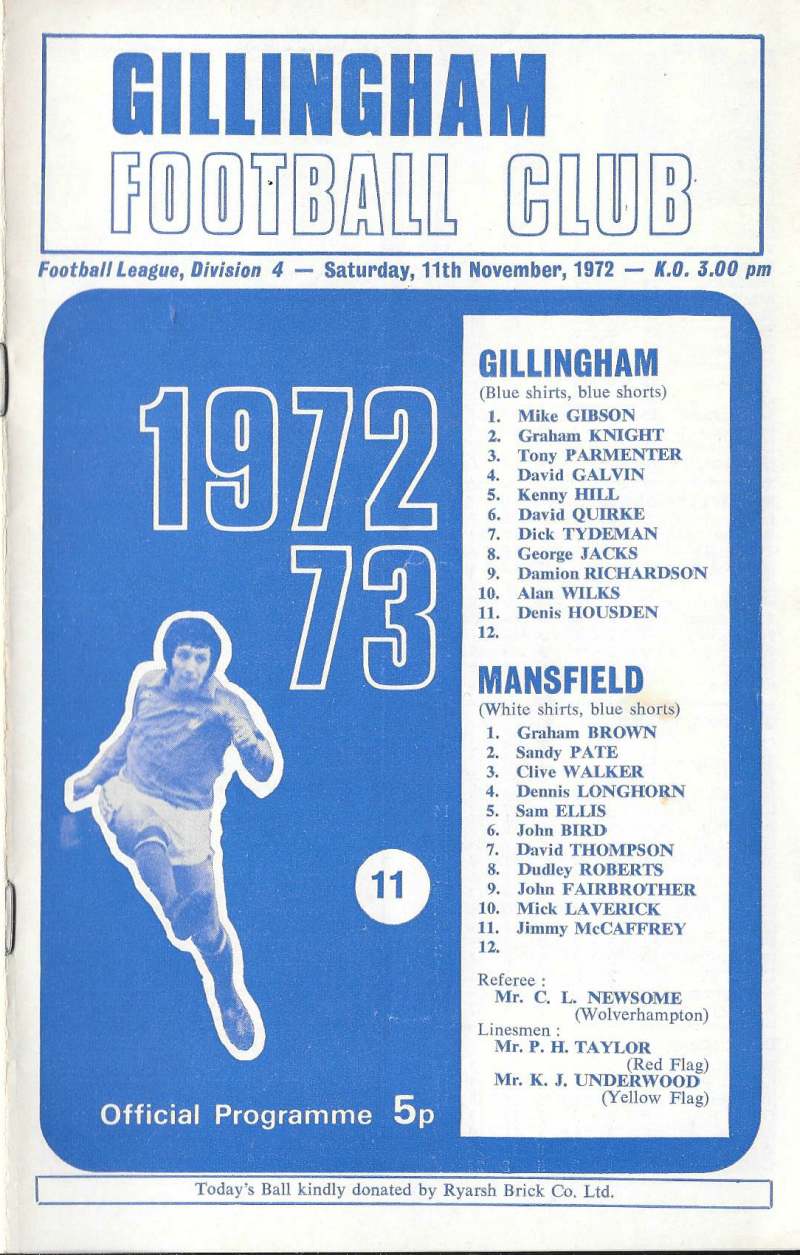 GILLINGHAM
FOOTBALL CLUB
Football League, Division 4 — Saturday, 11th November, 1972 — K.O. 3.00 pm
1972
73
GILLINGHAM
(Blue shirts, blue shorts)
1. Mike GIBSON
2. Graham KNIGHT
3. Tony PARMENTER
4. David GALVIN
5. Kenny HILL
6. David QUIRKE
7. Dick TYDEMAN
8. George JACKS
9. Damion RICHARDSON
10. Alan WILKS
11. Denis HOUSDEN
12.
MANSFIELD
(White shirts, blue shorts)
1. Graham BROWN
2. Sandy PATE
3. Clive WALKER
4. Dennis LONGHORN
5. Sam ELLIS
6. John BIRD
7. David THOMPSON
8. Dudley ROBERTS
9. John FAIRBROTHER
10. Mick LAVERICK
11. Jimmy McCAFFREY
12.
Referee :
Mr. C. L. NEWSOME
(Wolverhampton)
Linesmen :
Mr. P. H. TAYLOR
(Red Flag)
Mr. K. J. UNDERWOOD
(Yellow Flag)
11
Official Programme 5p
Today's Ball kindly donated by Ryarsh Brick Co. Ltd.